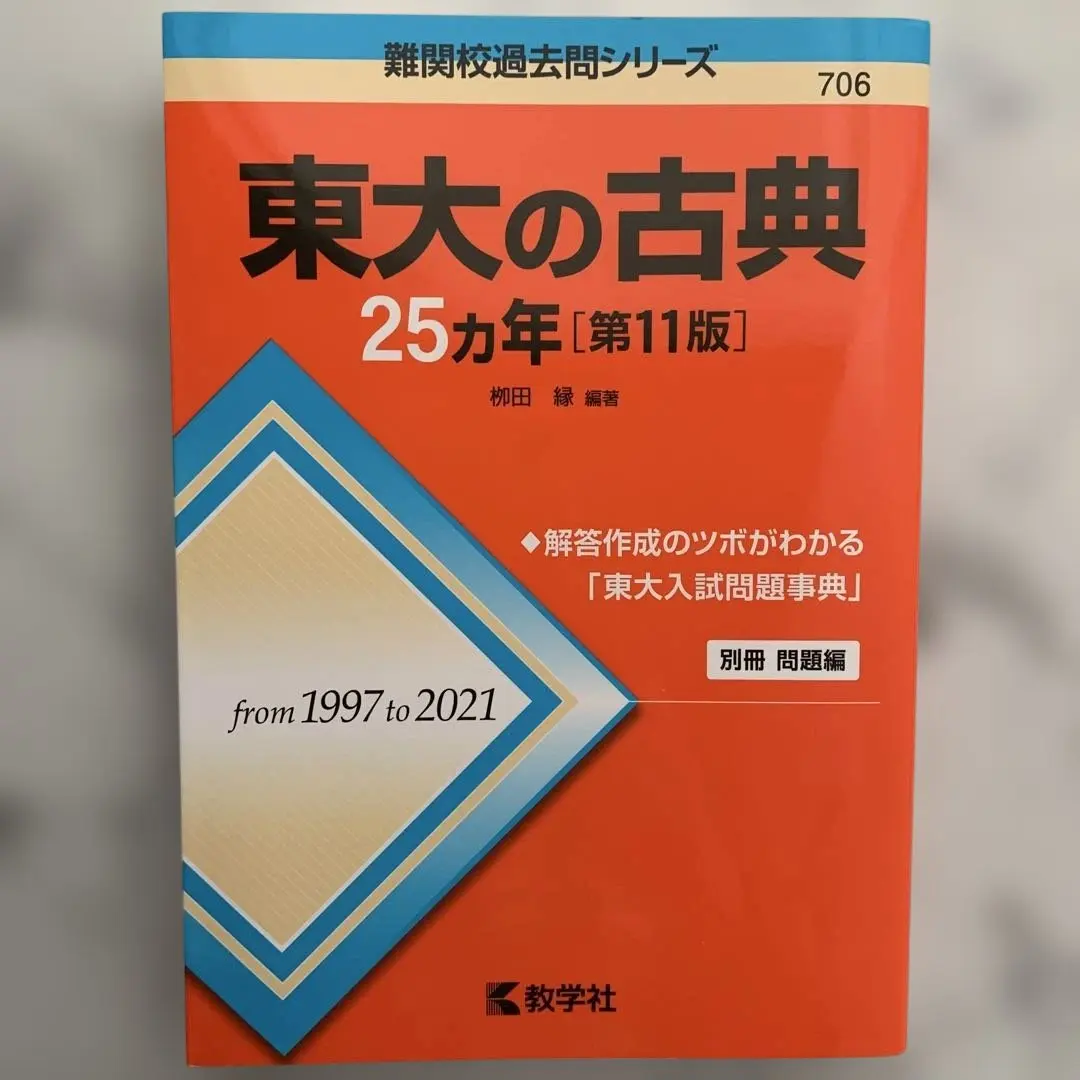 難関校過去問シリーズ
706
東大の古典
25カ年[第11版]
栁田 縁 編著
◆解答作成のツボがわかる
「東大入試問題事典」
別冊 問題編
from 1997 to 2021
教学社